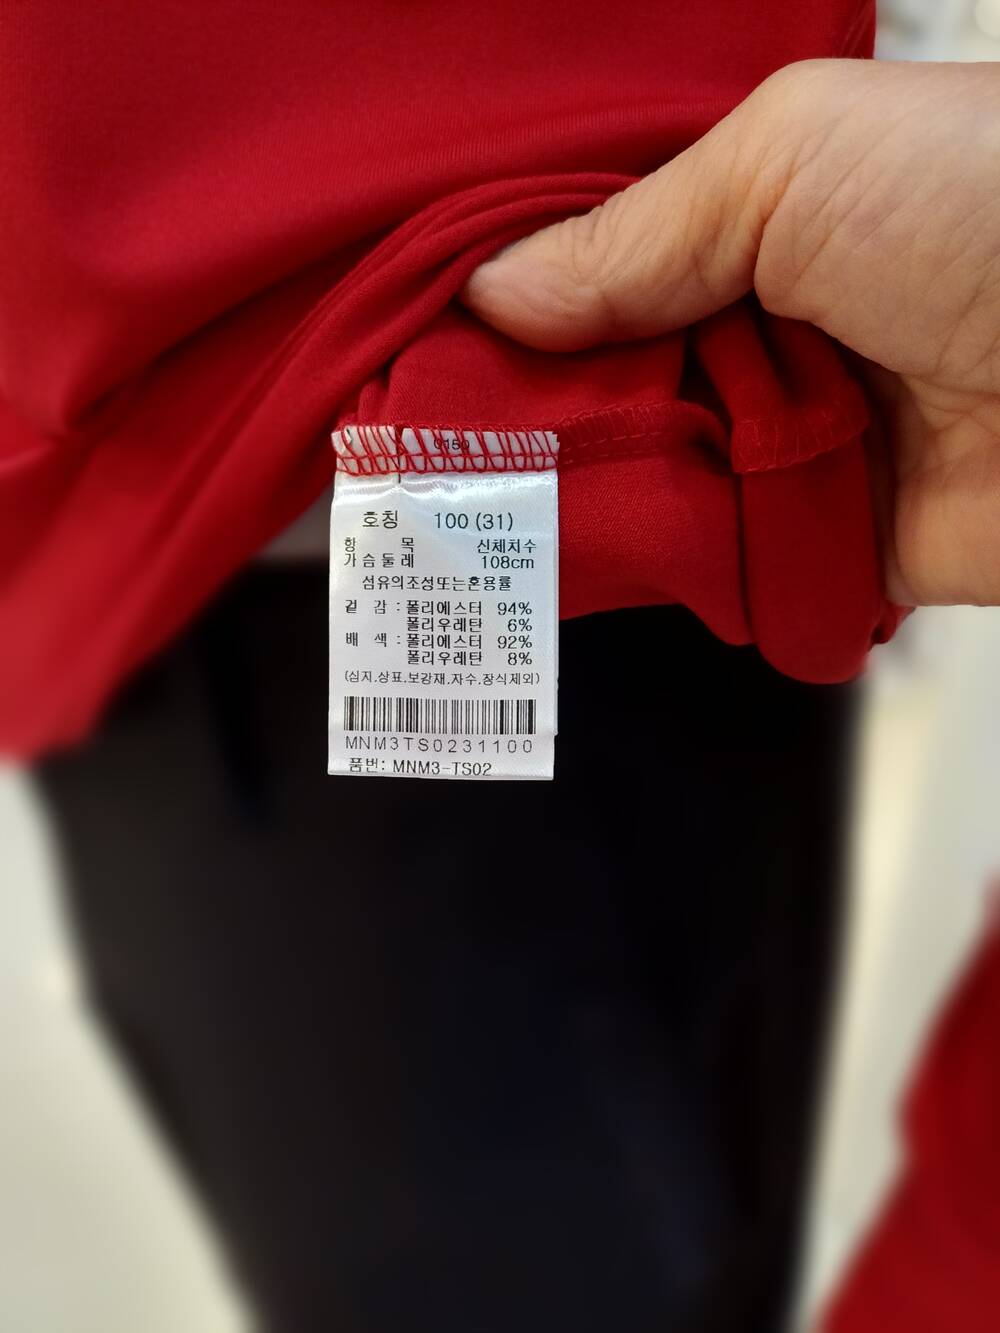 0150
호칭 100 (31)
항 목 신체치수
가슴둘레 108cm
섬유의조성또는혼용률
겉 감 : 폴리에스터 94%
폴리우레탄 6%
배 색 : 폴리에스터 92%
폴리우레탄 8%
(심지.상표.보강재.자수.장식제외)
MNM3TS0231100
품번: MNM3-TS02